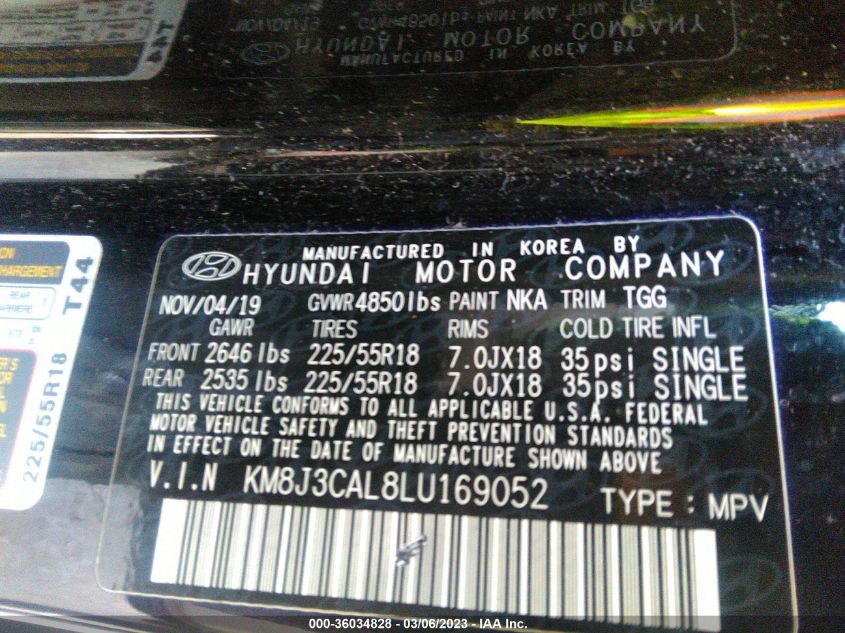 MANUFACTURED IN KOREA BY
HYUNDAI MOTOR COMPANY
NOV/04/19 GVWR 4850 lbs PAINT NKA TRIM TGG
GAWR TIRES RIMS COLD TIRE INFL
FRONT 2646 lbs 225/55R18 7.0JX18 35psi SINGLE
REAR 2535 lbs 225/55R18 7.0JX18 35psi SINGLE
THIS VEHICLE CONFORMS TO ALL APPLICABLE U.S.A. FEDERAL
MOTOR VEHICLE SAFETY AND THEFT PREVENTION STANDARDS
IN EFFECT ON THE DATE OF MANUFACTURE SHOWN ABOVE
V.I.N KM8J3CAL8LU169052 TYPE : MPV
T44
225/55R18
REAR
000-36034828 - 03/06/2023 - IAA Inc.